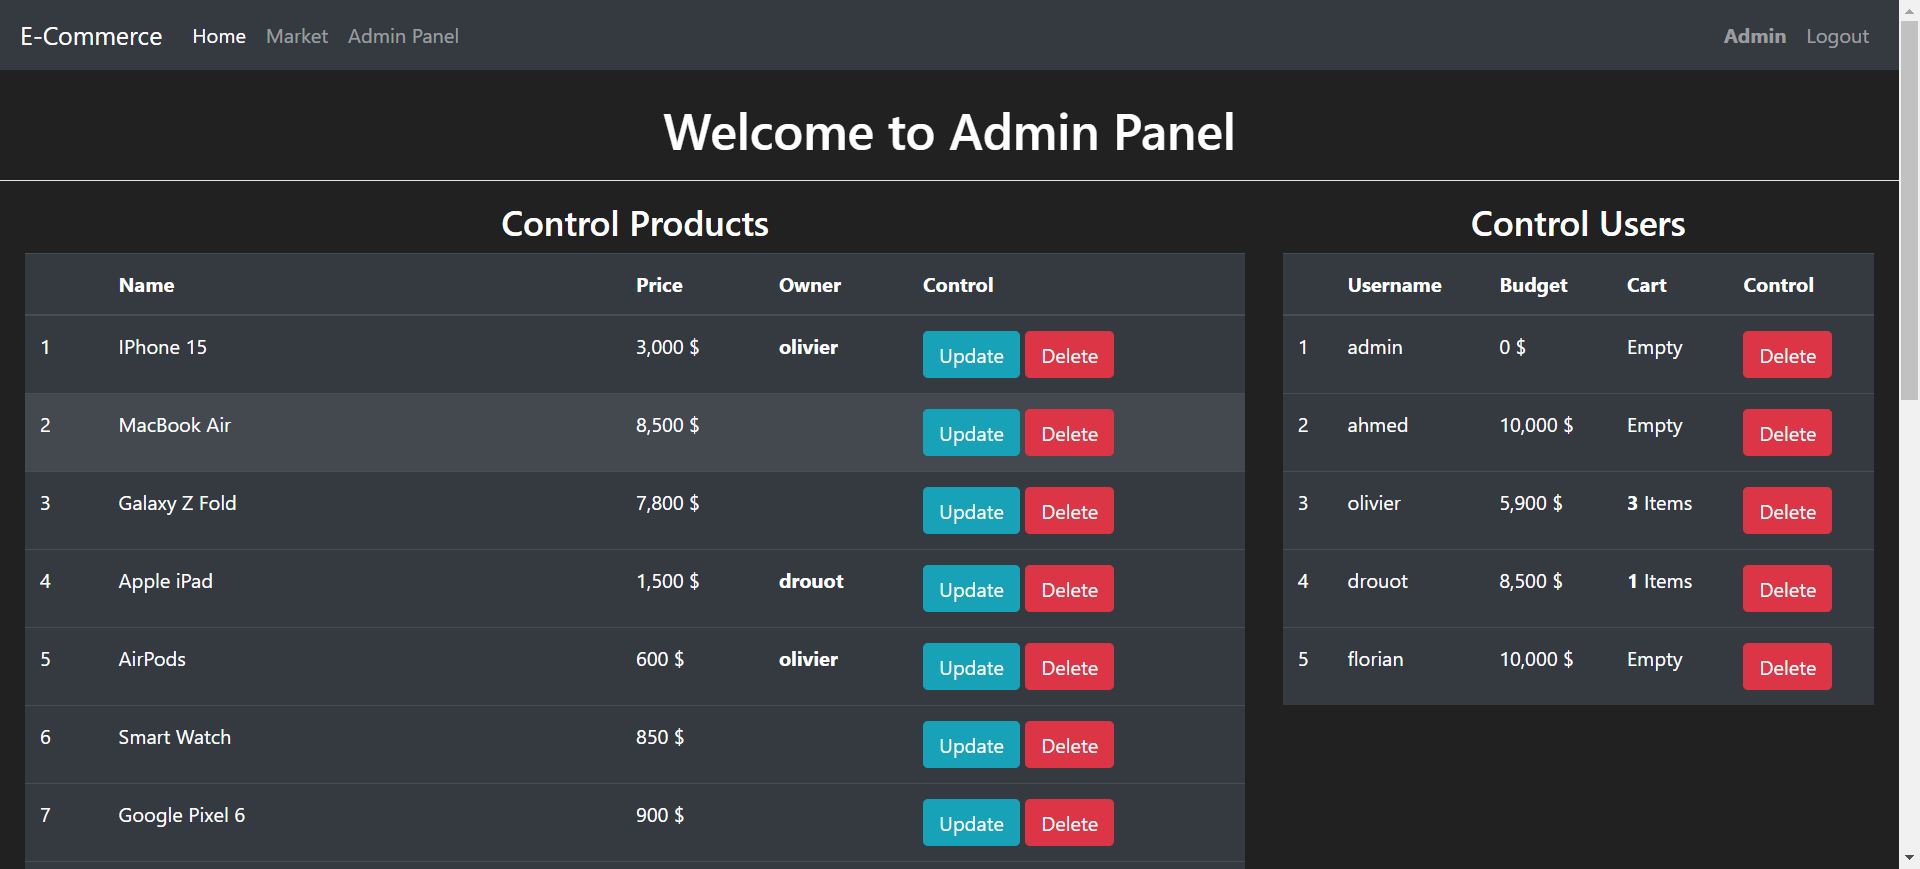 E-Commerce Home Market Admin Panel Admin Logout
Welcome to Admin Panel
Control Products
Name Price Owner Control
1 IPhone 15 3,000 $ olivier Update Delete
2 MacBook Air 8,500 $ Update Delete
3 Galaxy Z Fold 7,800 $ Update Delete
4 Apple iPad 1,500 $ drouot Update Delete
5 AirPods 600 $ olivier Update Delete
6 Smart Watch 850 $ Update Delete
7 Google Pixel 6 900 $ Update Delete
Control Users
Username Budget Cart Control
1 admin 0 $ Empty Delete
2 ahmed 10,000 $ Empty Delete
3 olivier 5,900 $ 3 Items Delete
4 drouot 8,500 $ 1 Items Delete
5 florian 10,000 $ Empty Delete